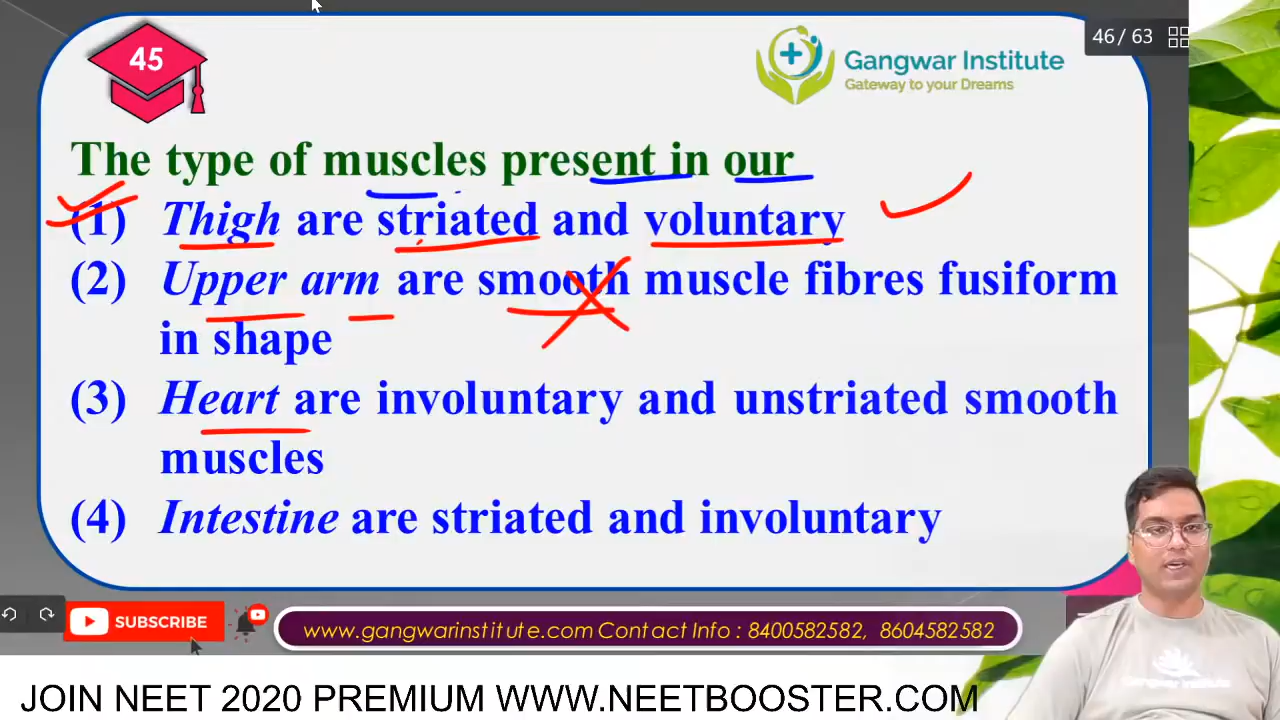 45
46 / 63
Gangwar Institute
Gateway to your Dreams
The type of muscles present in our
(1) Thigh are striated and voluntary
(2) Upper arm are smooth muscle fibres fusiform
in shape
(3) Heart are involuntary and unstriated smooth
muscles
(4) Intestine are striated and involuntary
SUBSCRIBE
www.gangwarinstitute.com Contact Info : 8400582582, 8604582582
Gangwar Institute
JOIN NEET 2020 PREMIUM WWW.NEETBOOSTER.COM